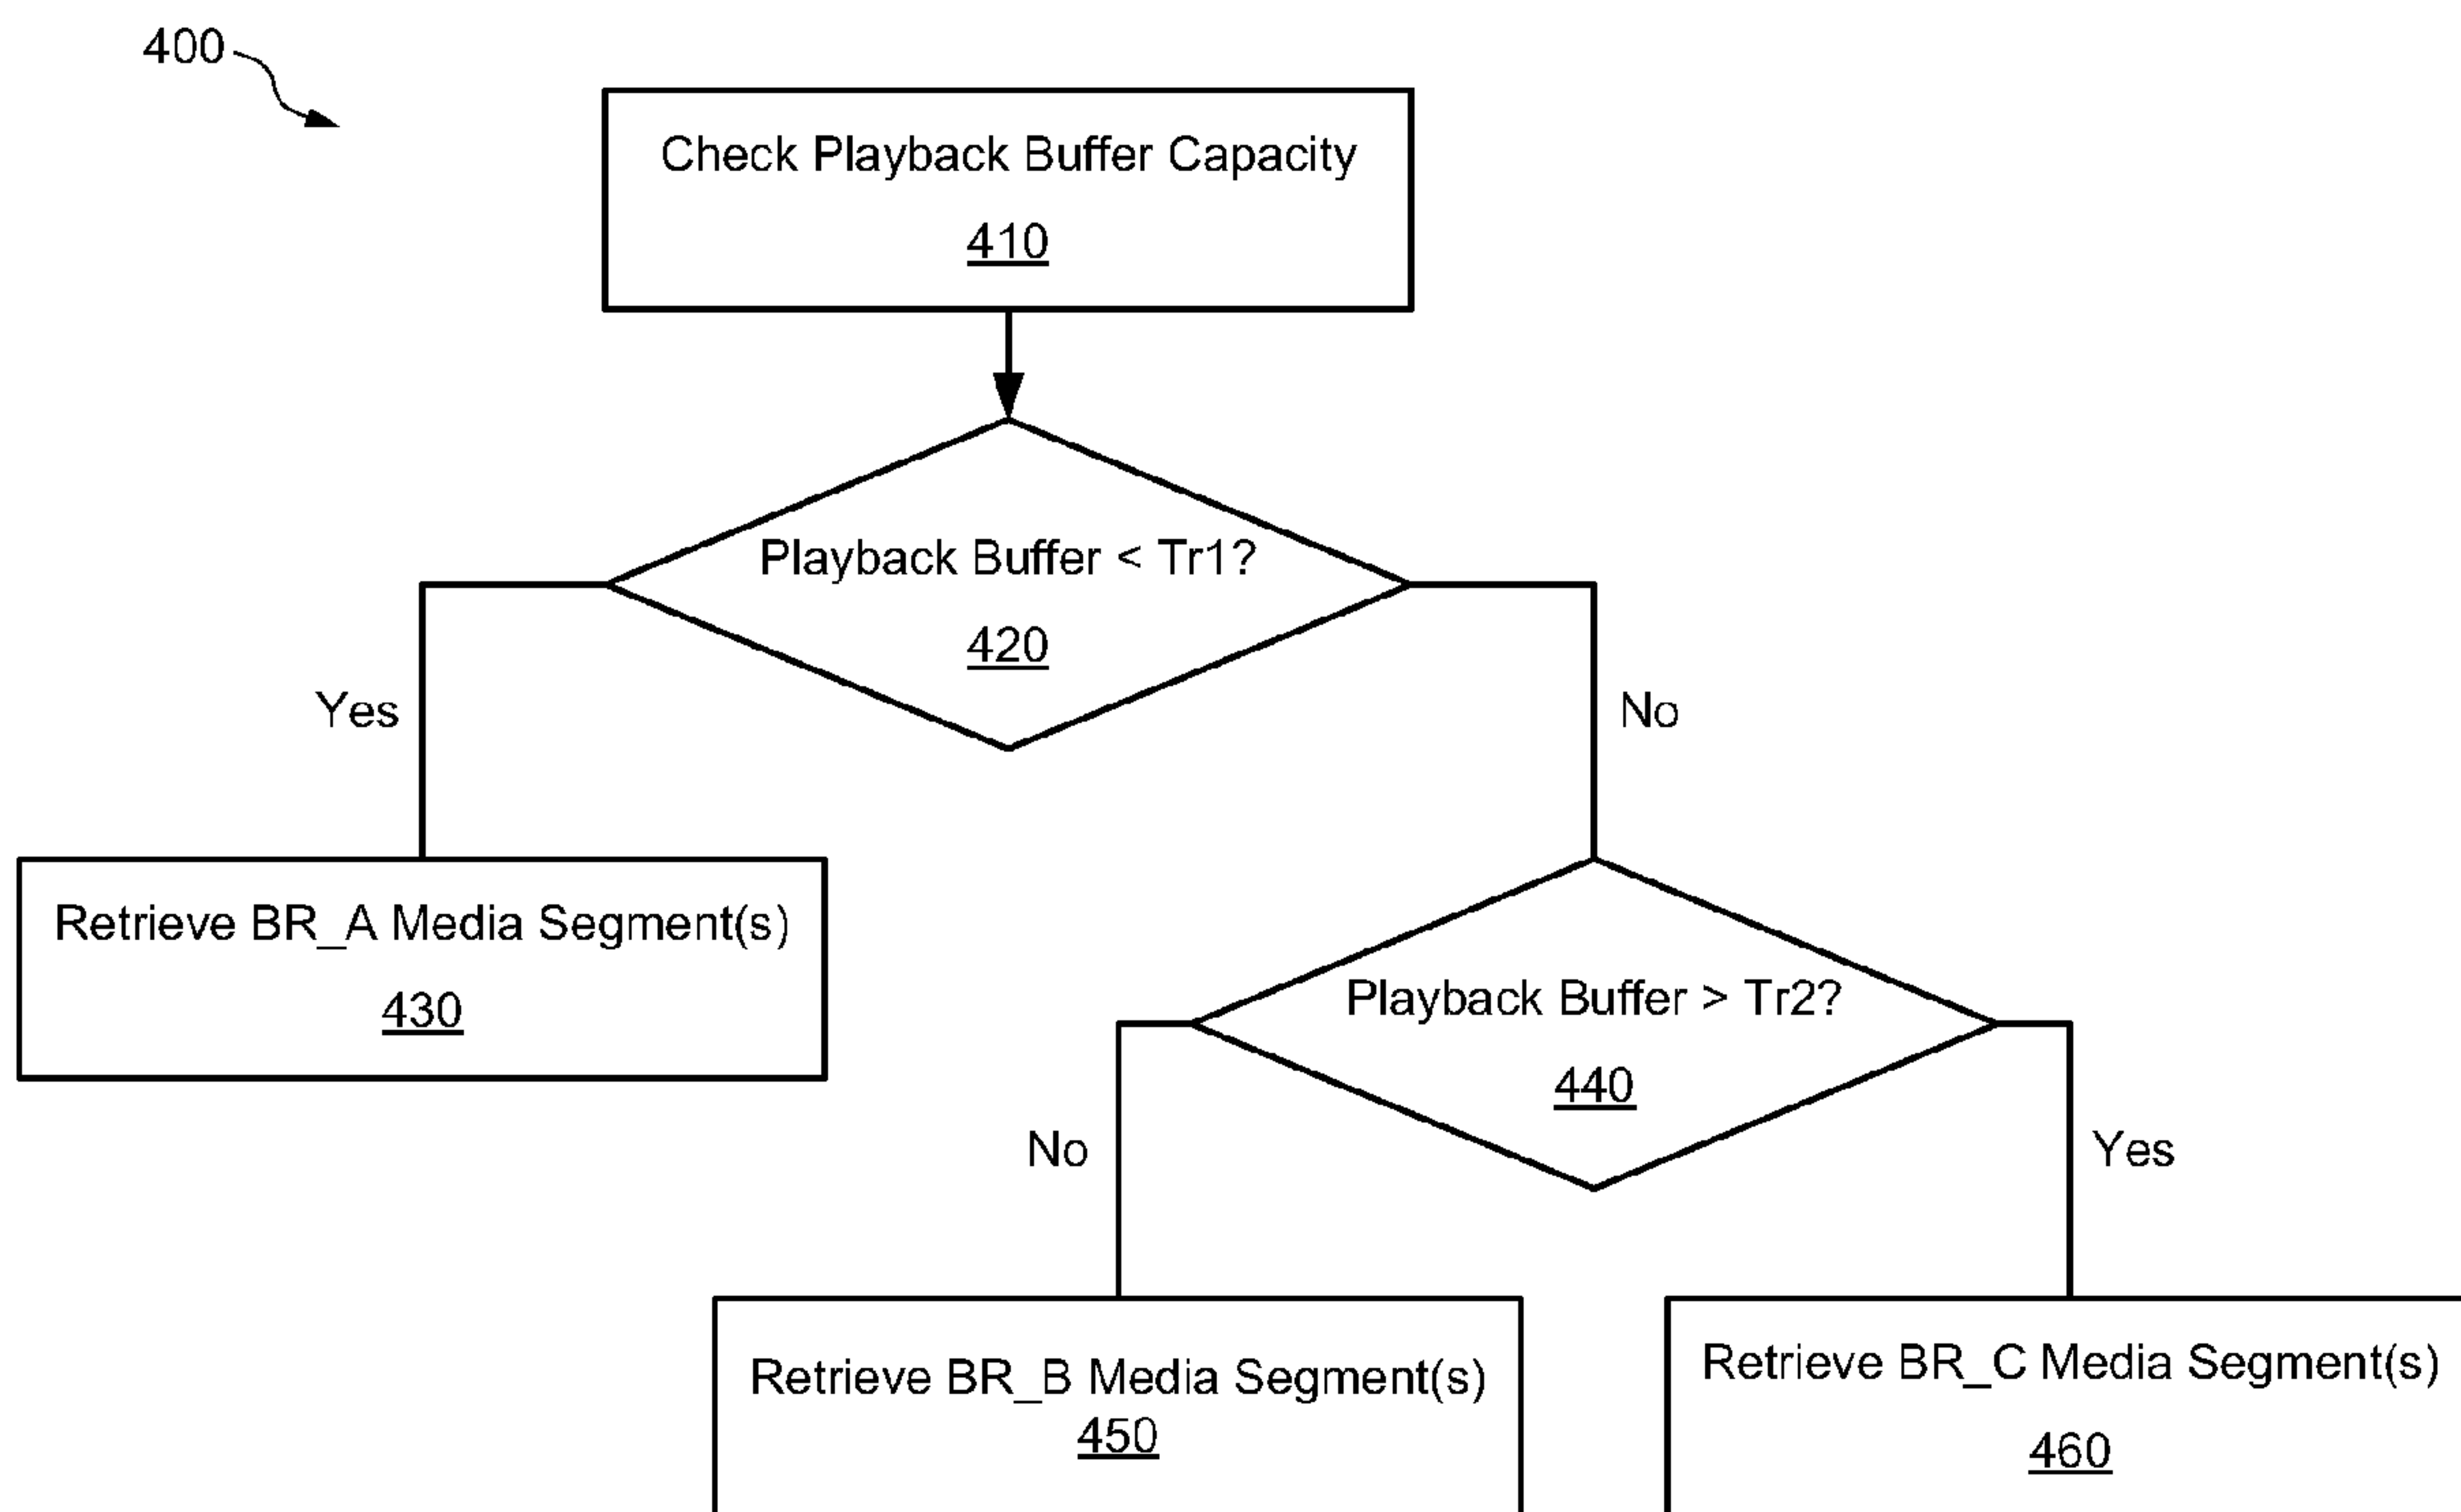 400
Check Playback Buffer Capacity
410
Playback Buffer < Tr1?
420
Yes
No
Retrieve BR_A Media Segment(s)
430
Playback Buffer > Tr2?
440
No
Yes
Retrieve BR_B Media Segment(s)
450
Retrieve BR_C Media Segment(s)
460